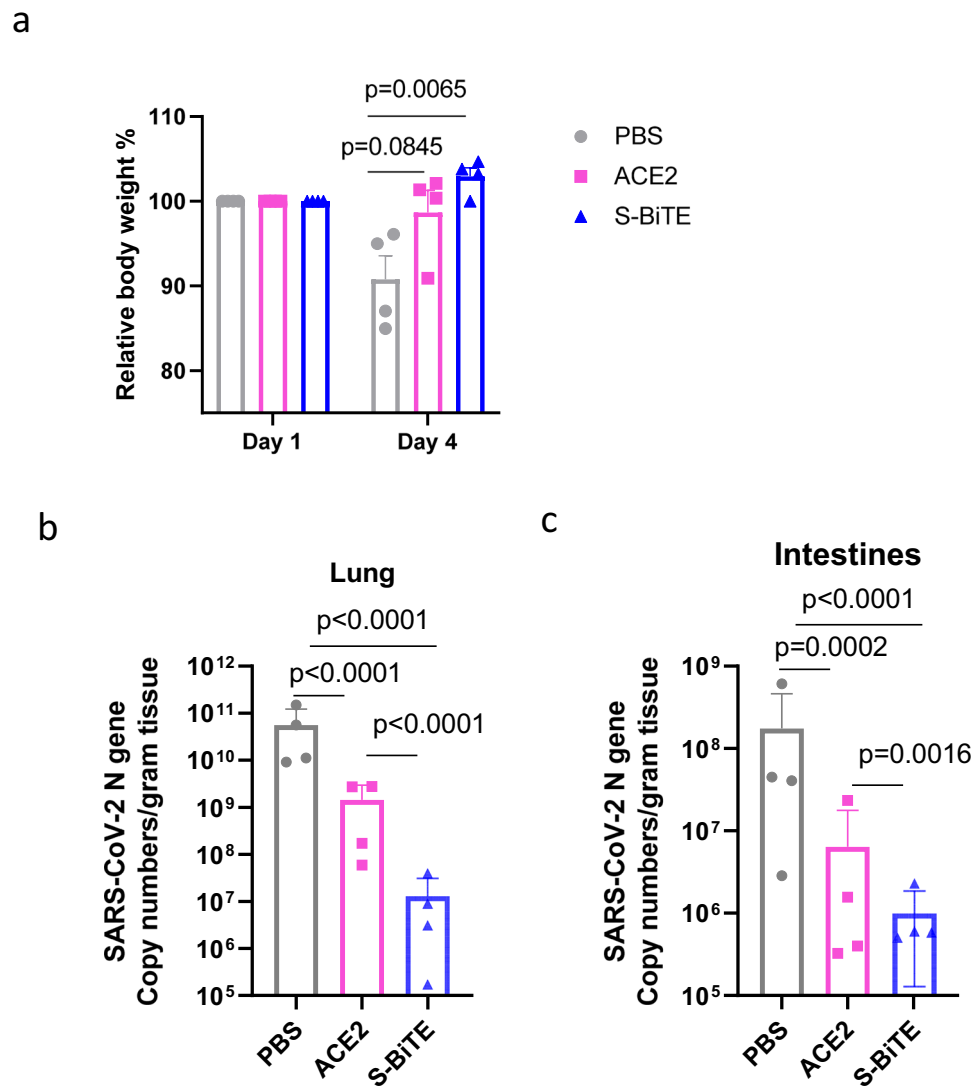 a
p=0.0065
p=0.0845
110
100
90
80
Relative body weight %
Day 1
Day 4
PBS
ACE2
S-BiTE
b
Lung
p<0.0001
p<0.0001
p<0.0001
10¹²
10¹¹
10¹⁰
10⁹
10⁸
10⁷
10⁶
10⁵
SARS-CoV-2 N gene
Copy numbers/gram tissue
PBS
ACE2
S-BiTE
c
Intestines
p<0.0001
p=0.0002
p=0.0016
10⁹
10⁸
10⁷
10⁶
10⁵
SARS-CoV-2 N gene
Copy numbers/gram tissue
PBS
ACE2
S-BiTE